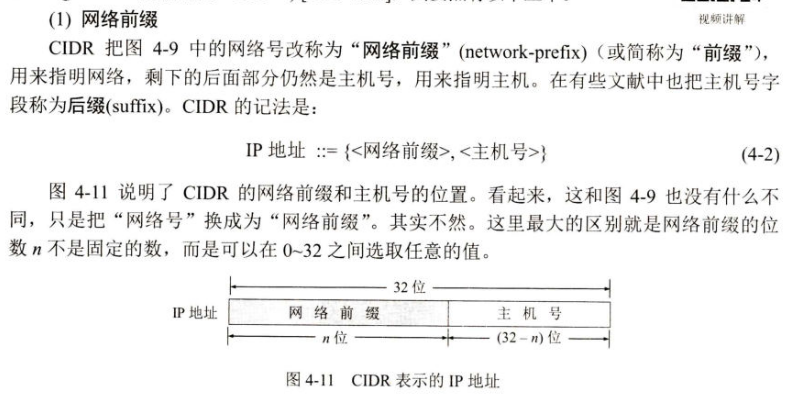 (1) 网络前缀
视频讲解
CIDR 把图 4-9 中的网络号改称为“网络前缀”(network-prefix)（或简称为“前缀”），
用来指明网络，剩下的后面部分仍然是主机号，用来指明主机。在有些文献中也把主机号字
段称为后缀(suffix)。CIDR 的记法是：
IP 地址 ::= {<网络前缀>, <主机号>}
(4-2)
图 4-11 说明了 CIDR 的网络前缀和主机号的位置。看起来，这和图 4-9 也没有什么不
同，只是把“网络号”换成为“网络前缀”。其实不然。这里最大的区别就是网络前缀的位
数 n 不是固定的数，而是可以在 0~32 之间选取任意的值。
32 位
IP 地址 网 络 前 缀 主 机 号
n 位 (32 – n) 位
图 4-11 CIDR 表示的 IP 地址